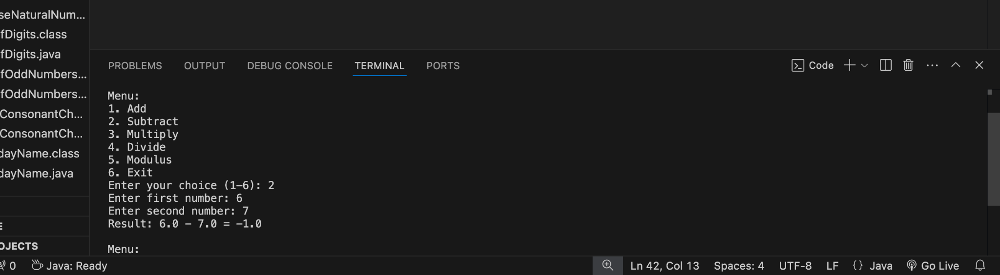 seNaturalNum...
fDigits.class
fDigits.java
fOddNumbers...
fOddNumbers...
ConsonantCh...
ConsonantCh...
dayName.class
dayName.java
E
OJECTS
PROBLEMS OUTPUT DEBUG CONSOLE TERMINAL PORTS Code
Menu:
1. Add
2. Subtract
3. Multiply
4. Divide
5. Modulus
6. Exit
Enter your choice (1-6): 2
Enter first number: 6
Enter second number: 7
Result: 6.0 - 7.0 = -1.0
Menu:
0 Java: Ready Ln 42, Col 13 Spaces: 4 UTF-8 LF {} Java Go Live